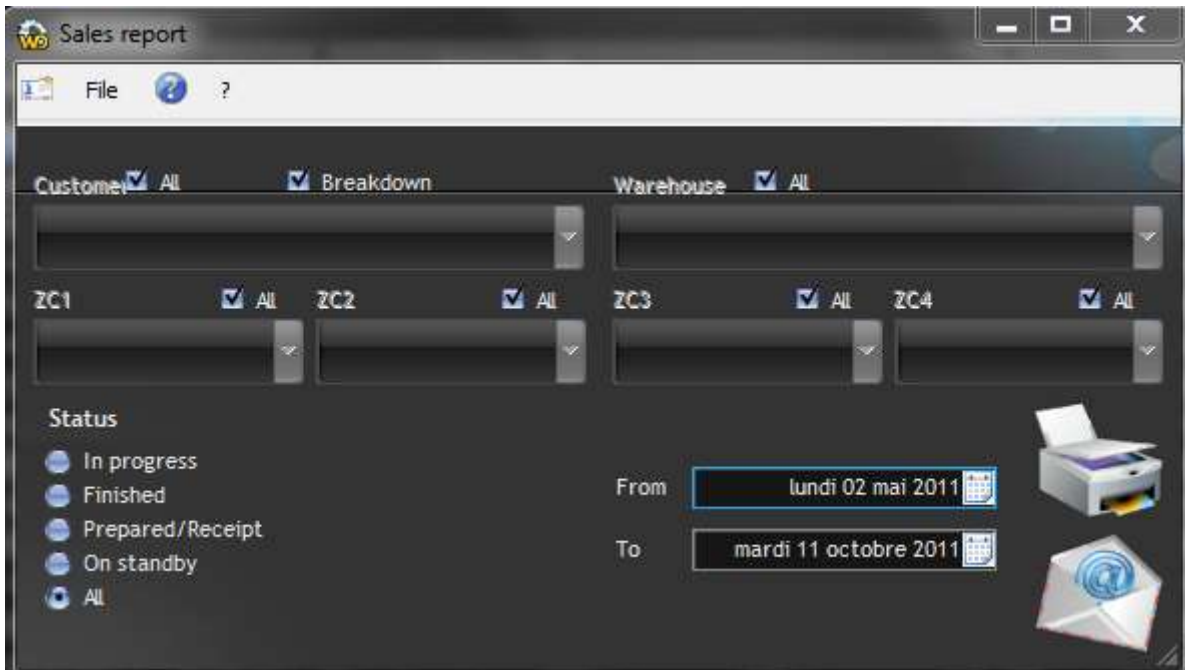 Sales report
File ?
Customer All Breakdown Warehouse All
ZC1 All ZC2 All ZC3 All ZC4 All
Status
In progress
Finished
Prepared/Receipt
On standby
All
From lundi 02 mai 2011
To mardi 11 octobre 2011